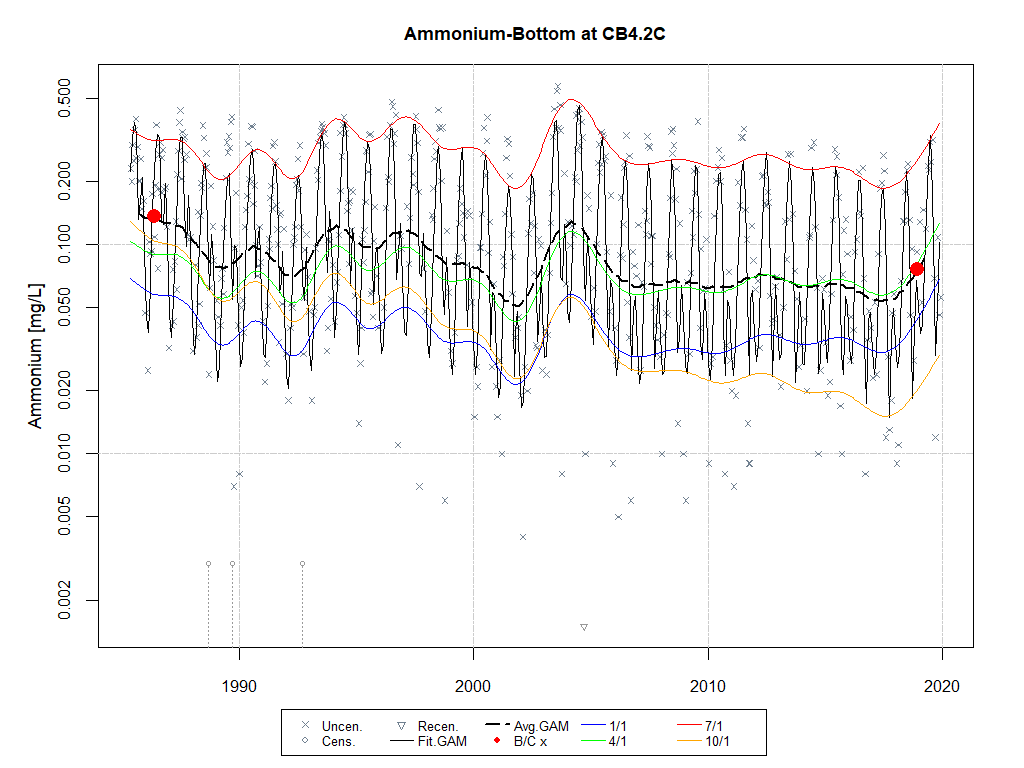 Ammonium-Bottom at CB4.2C
Ammonium [mg/L]
0.500
0.200
0.100
0.050
0.020
0.010
0.005
0.002
1990 2000 2010 2020
Uncen. Recen. Avg.GAM 1/1 7/1
Cens. Fit.GAM B/C x 4/1 10/1